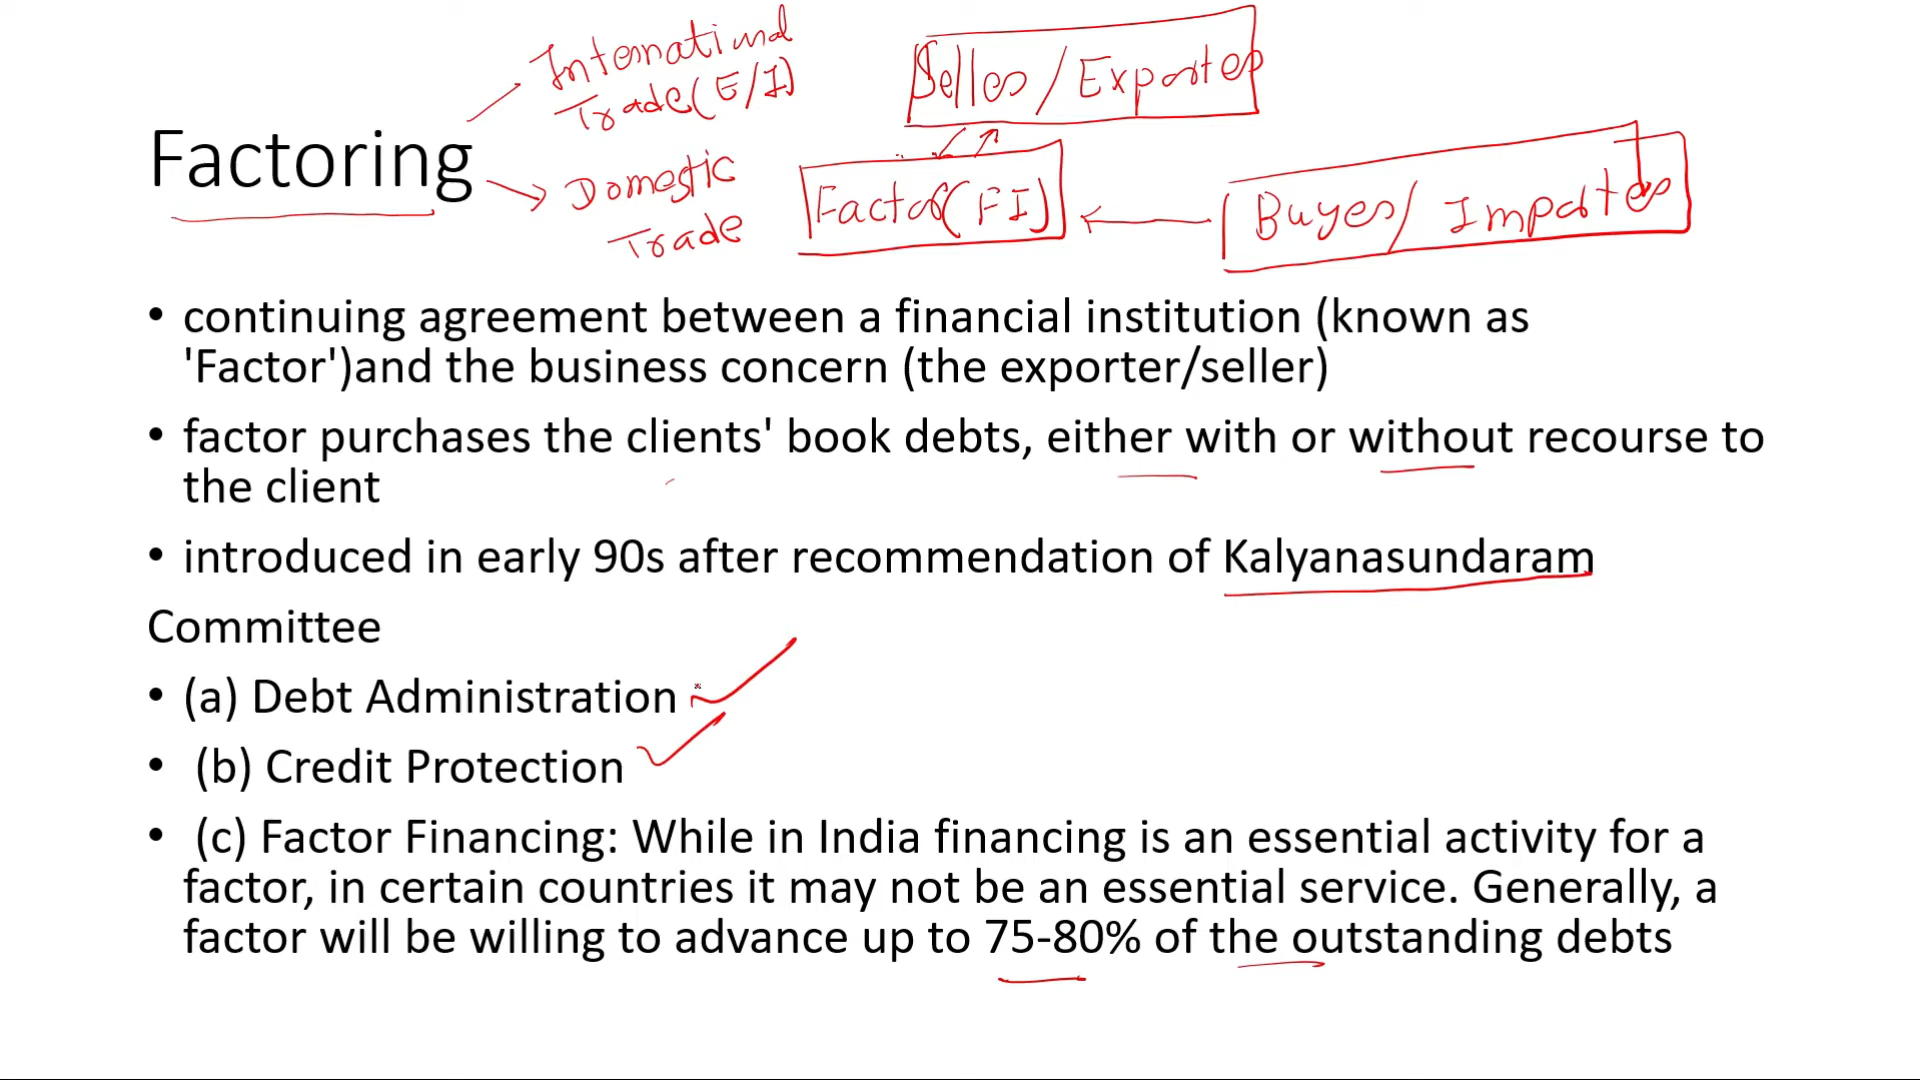 International
Trade(E/I)
Seller/Exporter
Factoring
Domestic
Trade
Factor(FI)
Buyer/Importer
• continuing agreement between a financial institution (known as
'Factor')and the business concern (the exporter/seller)
• factor purchases the clients' book debts, either with or without recourse to
the client
• introduced in early 90s after recommendation of Kalyanasundaram
Committee
• (a) Debt Administration
• (b) Credit Protection
• (c) Factor Financing: While in India financing is an essential activity for a
factor, in certain countries it may not be an essential service. Generally, a
factor will be willing to advance up to 75-80% of the outstanding debts